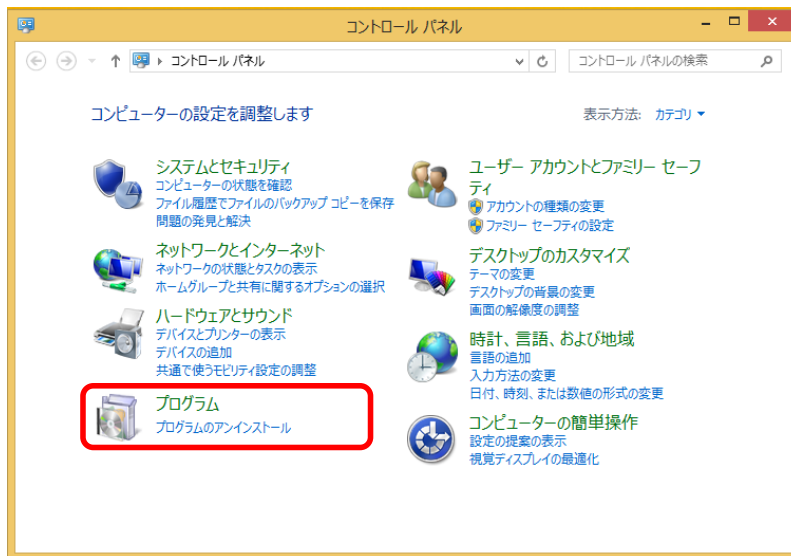 コントロール パネル
コントロール パネル
コントロール パネルの検索
コンピューターの設定を調整します
表示方法: カテゴリ
システムとセキュリティ
コンピューターの状態を確認
ファイル履歴でファイルのバックアップ コピーを保存
問題の発見と解決
ネットワークとインターネット
ネットワークの状態とタスクの表示
ホームグループと共有に関するオプションの選択
ハードウェアとサウンド
デバイスとプリンターの表示
デバイスの追加
共通で使うモビリティ設定の調整
プログラム
プログラムのアンインストール
ユーザー アカウントとファミリー セーフ
ティ
アカウントの種類の変更
ファミリー セーフティの設定
デスクトップのカスタマイズ
テーマの変更
デスクトップの背景の変更
画面の解像度の調整
時計、言語、および地域
言語の追加
入力方法の変更
日付、時刻、または数値の形式の変更
コンピューターの簡単操作
設定の提案の表示
視覚ディスプレイの最適化